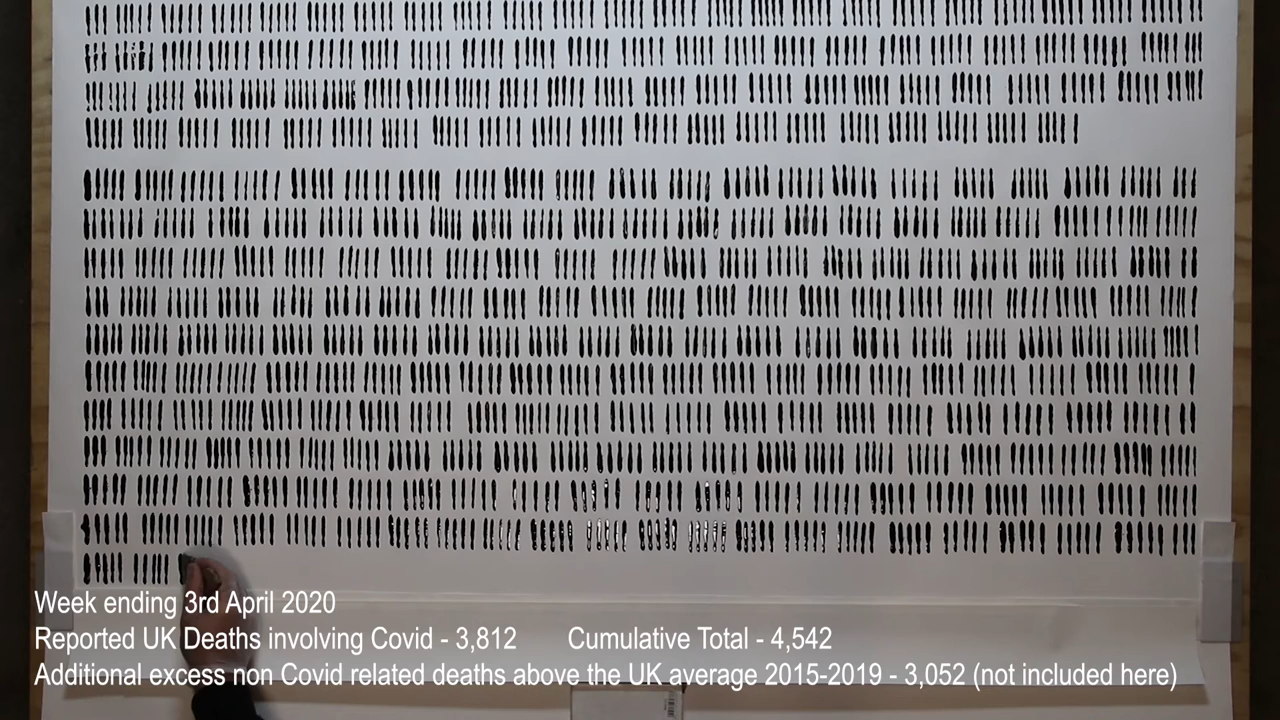 Week ending 3rd April 2020
Reported UK Deaths involving Covid - 3,812 Cumulative Total - 4,542
Additional excess non Covid related deaths above the UK average 2015-2019 - 3,052 (not included here)